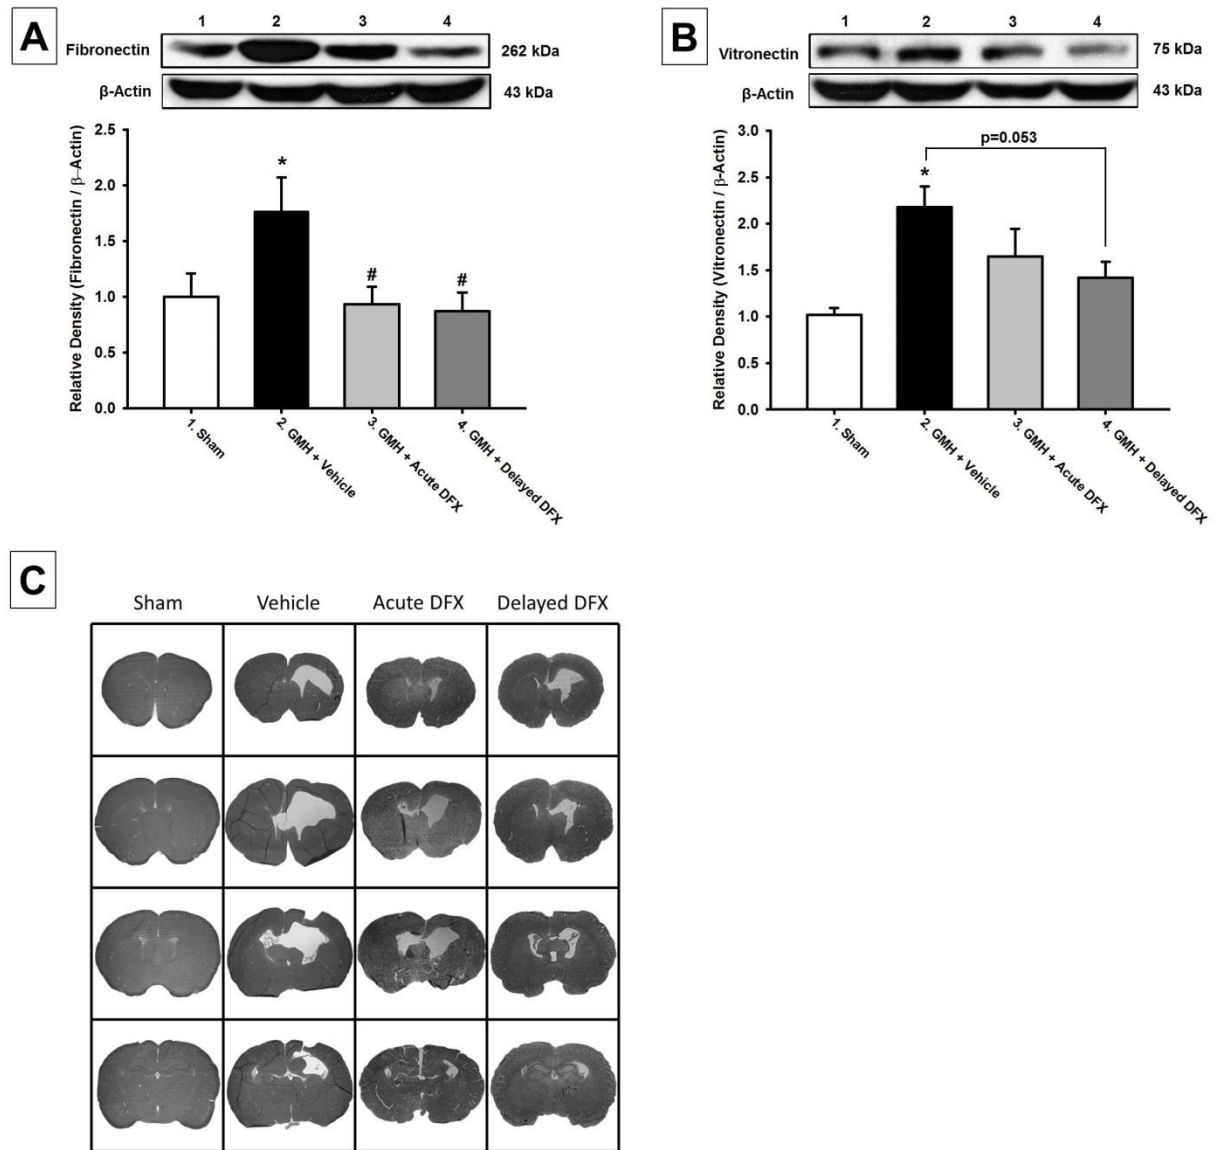 A
1 2 3 4
Fibronectin 262 kDa
β-Actin 43 kDa
Relative Density (Fibronectin / β-Actin)
2.5
2.0
1.5
1.0
0.5
0.0
*
#
#
1. Sham
2. GMH + Vehicle
3. GMH + Acute DFX
4. GMH + Delayed DFX
B
1 2 3 4
Vitronectin 75 kDa
β-Actin 43 kDa
Relative Density (Vitronectin / β-Actin)
3.0
2.5
2.0
1.5
1.0
0.5
0.0
p=0.053
*
1. Sham
2. GMH + Vehicle
3. GMH + Acute DFX
4. GMH + Delayed DFX
C
Sham Vehicle Acute DFX Delayed DFX